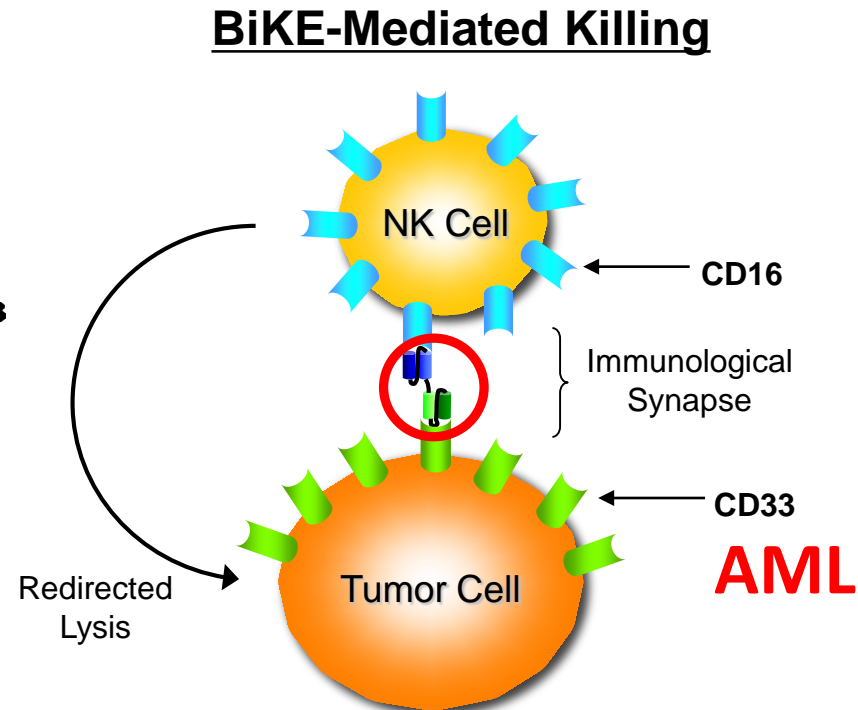 BiKE-Mediated Killing
NK Cell
CD16
Immunological
Synapse
CD33
AML
Tumor Cell
Redirected
Lysis